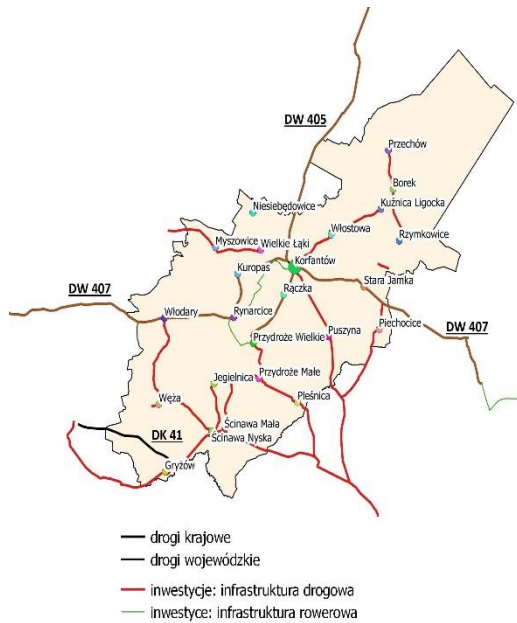 DW 405
Przechów
Borek
Niesiebędowice
Kuźnica Ligocka
Włostowa
Rzymkowice
Myszowice
Wielkie Łąki
Korfantów
Kuropas
Stara Jamka
DW 407
Rączka
Włodary
Rynarcice
Puszyna
Piechocice
DW 407
Przydroże Wielkie
Jegielnica
Przydroże Małe
Węża
Pleśnica
Ścinawa Mała
DK 41
Ścinawa Nyska
Gryżów
drogi krajowe
drogi wojewódzkie
inwestycje: infrastruktura drogowa
inwestyce: infrastruktura rowerowa